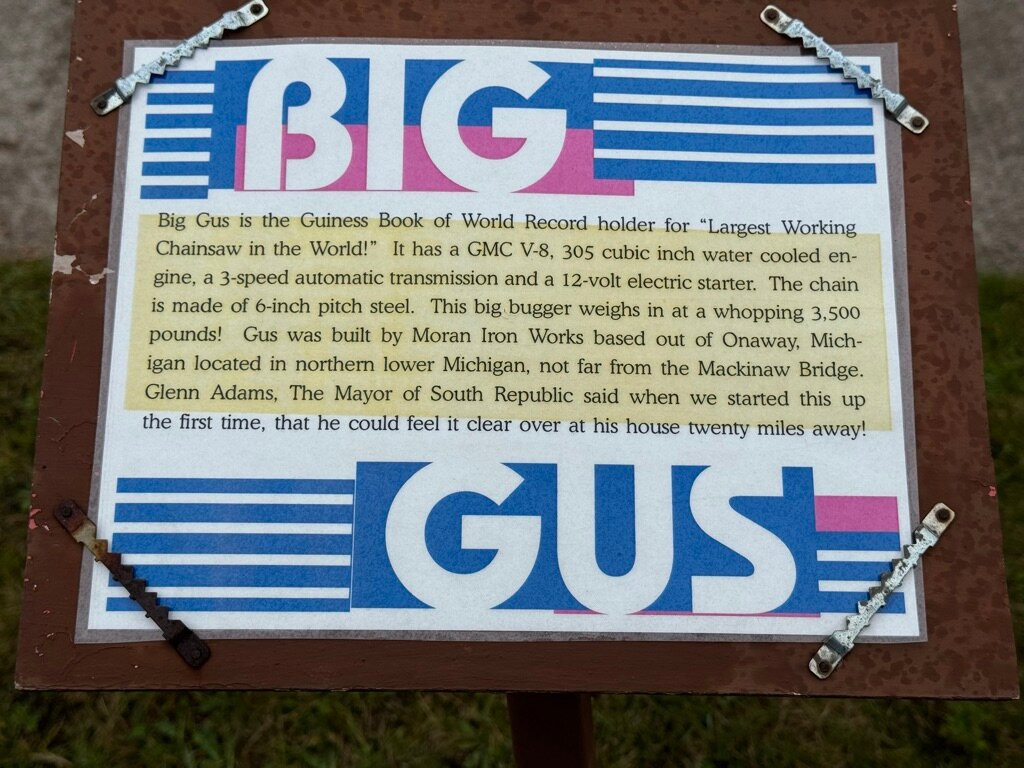 BIG
Big Gus is the Guiness Book of World Record holder for “Largest Working
Chainsaw in the World!” It has a GMC V-8, 305 cubic inch water cooled en-
gine, a 3-speed automatic transmission and a 12-volt electric starter. The chain
is made of 6-inch pitch steel. This big bugger weighs in at a whopping 3,500
pounds! Gus was built by Moran Iron Works based out of Onaway, Mich-
igan located in northern lower Michigan, not far from the Mackinaw Bridge.
Glenn Adams, The Mayor of South Republic said when we started this up
the first time, that he could feel it clear over at his house twenty miles away!
GUS